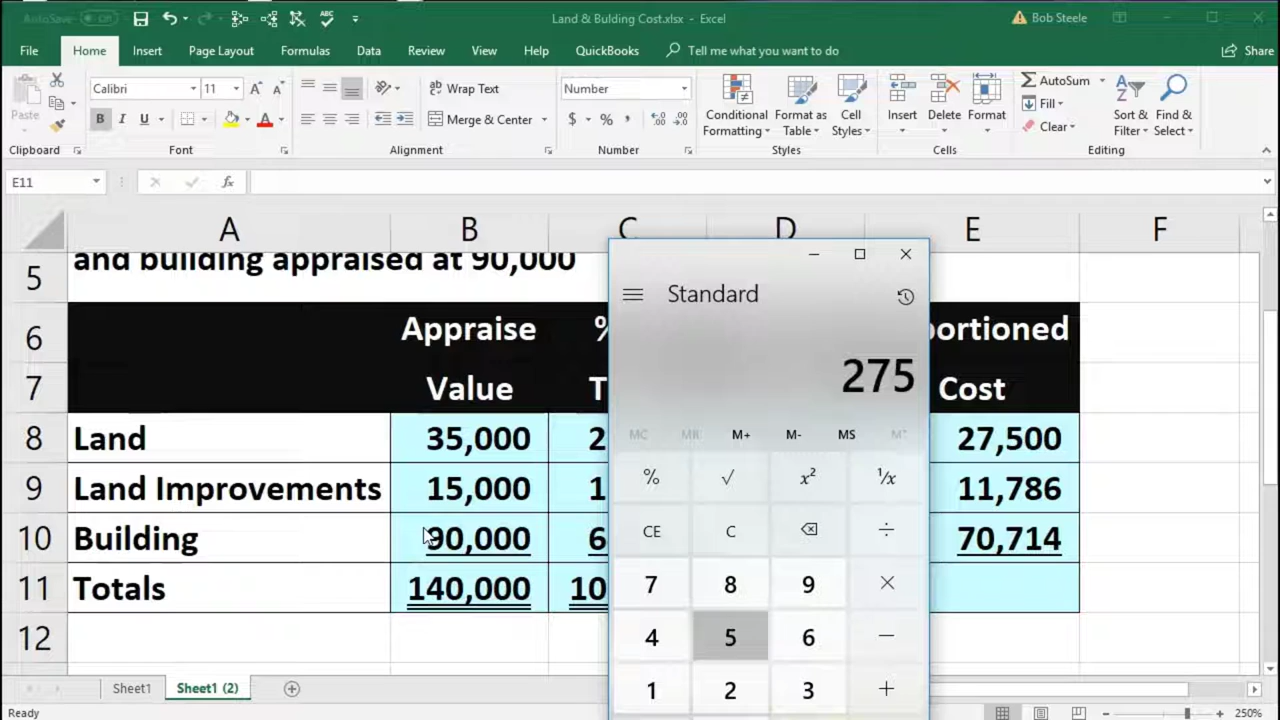 AutoSave Off Land & Bulding Cost.xlsx - Excel Bob Steele
File Home Insert Page Layout Formulas Data Review View Help QuickBooks Tell me what you want to do Share
Paste Calibri 11 A A Wrap Text Number Conditional Format as Cell Insert Delete Format AutoSum Sort & Find &
B I U A Merge & Center $ % , Formatting Table Styles Fill Filter Select
Clear
Clipboard Font Alignment Number Styles Cells Editing
E11 fx
A B C D E F
5 and building appraised at 90,000
6 Appraise % portioned
7 Value T Cost
8 Land 35,000 2 27,500
9 Land Improvements 15,000 1 11,786
10 Building 90,000 6 70,714
11 Totals 140,000 10
12
Standard
275
MC MR M+ M- MS M
% √ x² ¹/x
CE C ÷
7 8 9 ×
4 5 6 −
1 2 3 +
Sheet1 Sheet1 (2)
Ready 250%